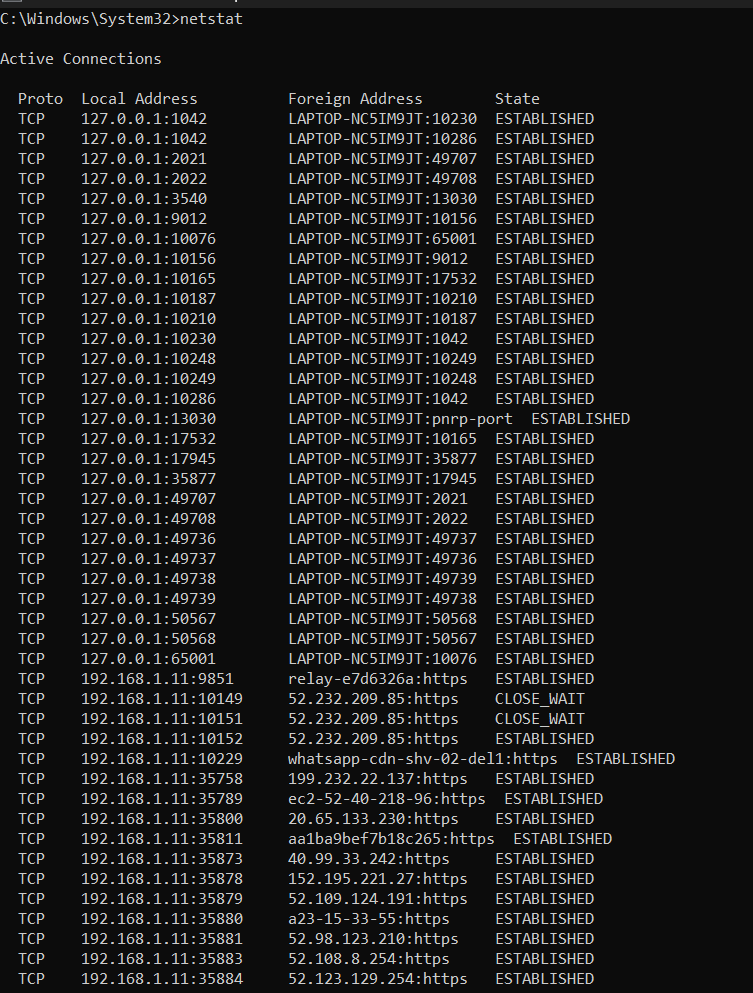 C:\Windows\System32>netstat
Active Connections
Proto  Local Address          Foreign Address        State
TCP    127.0.0.1:1042         LAPTOP-NC5IM9JT:10230  ESTABLISHED
TCP    127.0.0.1:1042         LAPTOP-NC5IM9JT:10286  ESTABLISHED
TCP    127.0.0.1:2021         LAPTOP-NC5IM9JT:49707  ESTABLISHED
TCP    127.0.0.1:2022         LAPTOP-NC5IM9JT:49708  ESTABLISHED
TCP    127.0.0.1:3540         LAPTOP-NC5IM9JT:13030  ESTABLISHED
TCP    127.0.0.1:9012         LAPTOP-NC5IM9JT:10156  ESTABLISHED
TCP    127.0.0.1:10076        LAPTOP-NC5IM9JT:65001  ESTABLISHED
TCP    127.0.0.1:10156        LAPTOP-NC5IM9JT:9012   ESTABLISHED
TCP    127.0.0.1:10165        LAPTOP-NC5IM9JT:17532  ESTABLISHED
TCP    127.0.0.1:10187        LAPTOP-NC5IM9JT:10210  ESTABLISHED
TCP    127.0.0.1:10210        LAPTOP-NC5IM9JT:10187  ESTABLISHED
TCP    127.0.0.1:10230        LAPTOP-NC5IM9JT:1042   ESTABLISHED
TCP    127.0.0.1:10248        LAPTOP-NC5IM9JT:10249  ESTABLISHED
TCP    127.0.0.1:10249        LAPTOP-NC5IM9JT:10248  ESTABLISHED
TCP    127.0.0.1:10286        LAPTOP-NC5IM9JT:1042   ESTABLISHED
TCP    127.0.0.1:13030        LAPTOP-NC5IM9JT:pnrp-port  ESTABLISHED
TCP    127.0.0.1:17532        LAPTOP-NC5IM9JT:10165  ESTABLISHED
TCP    127.0.0.1:17945        LAPTOP-NC5IM9JT:35877  ESTABLISHED
TCP    127.0.0.1:35877        LAPTOP-NC5IM9JT:17945  ESTABLISHED
TCP    127.0.0.1:49707        LAPTOP-NC5IM9JT:2021   ESTABLISHED
TCP    127.0.0.1:49708        LAPTOP-NC5IM9JT:2022   ESTABLISHED
TCP    127.0.0.1:49736        LAPTOP-NC5IM9JT:49737  ESTABLISHED
TCP    127.0.0.1:49737        LAPTOP-NC5IM9JT:49736  ESTABLISHED
TCP    127.0.0.1:49738        LAPTOP-NC5IM9JT:49739  ESTABLISHED
TCP    127.0.0.1:49739        LAPTOP-NC5IM9JT:49738  ESTABLISHED
TCP    127.0.0.1:50567        LAPTOP-NC5IM9JT:50568  ESTABLISHED
TCP    127.0.0.1:50568        LAPTOP-NC5IM9JT:50567  ESTABLISHED
TCP    127.0.0.1:65001        LAPTOP-NC5IM9JT:10076  ESTABLISHED
TCP    192.168.1.11:9851      relay-e7d6326a:https   ESTABLISHED
TCP    192.168.1.11:10149     52.232.209.85:https    CLOSE_WAIT
TCP    192.168.1.11:10151     52.232.209.85:https    CLOSE_WAIT
TCP    192.168.1.11:10152     52.232.209.85:https    ESTABLISHED
TCP    192.168.1.11:10229     whatsapp-cdn-shv-02-del1:https  ESTABLISHED
TCP    192.168.1.11:35758     199.232.22.137:https   ESTABLISHED
TCP    192.168.1.11:35789     ec2-52-40-218-96:https  ESTABLISHED
TCP    192.168.1.11:35800     20.65.133.230:https    ESTABLISHED
TCP    192.168.1.11:35811     aa1ba9bef7b18c265:https  ESTABLISHED
TCP    192.168.1.11:35873     40.99.33.242:https     ESTABLISHED
TCP    192.168.1.11:35878     152.195.221.27:https   ESTABLISHED
TCP    192.168.1.11:35879     52.109.124.191:https   ESTABLISHED
TCP    192.168.1.11:35880     a23-15-33-55:https     ESTABLISHED
TCP    192.168.1.11:35881     52.98.123.210:https    ESTABLISHED
TCP    192.168.1.11:35883     52.108.8.254:https     ESTABLISHED
TCP    192.168.1.11:35884     52.123.129.254:https   ESTABLISHED